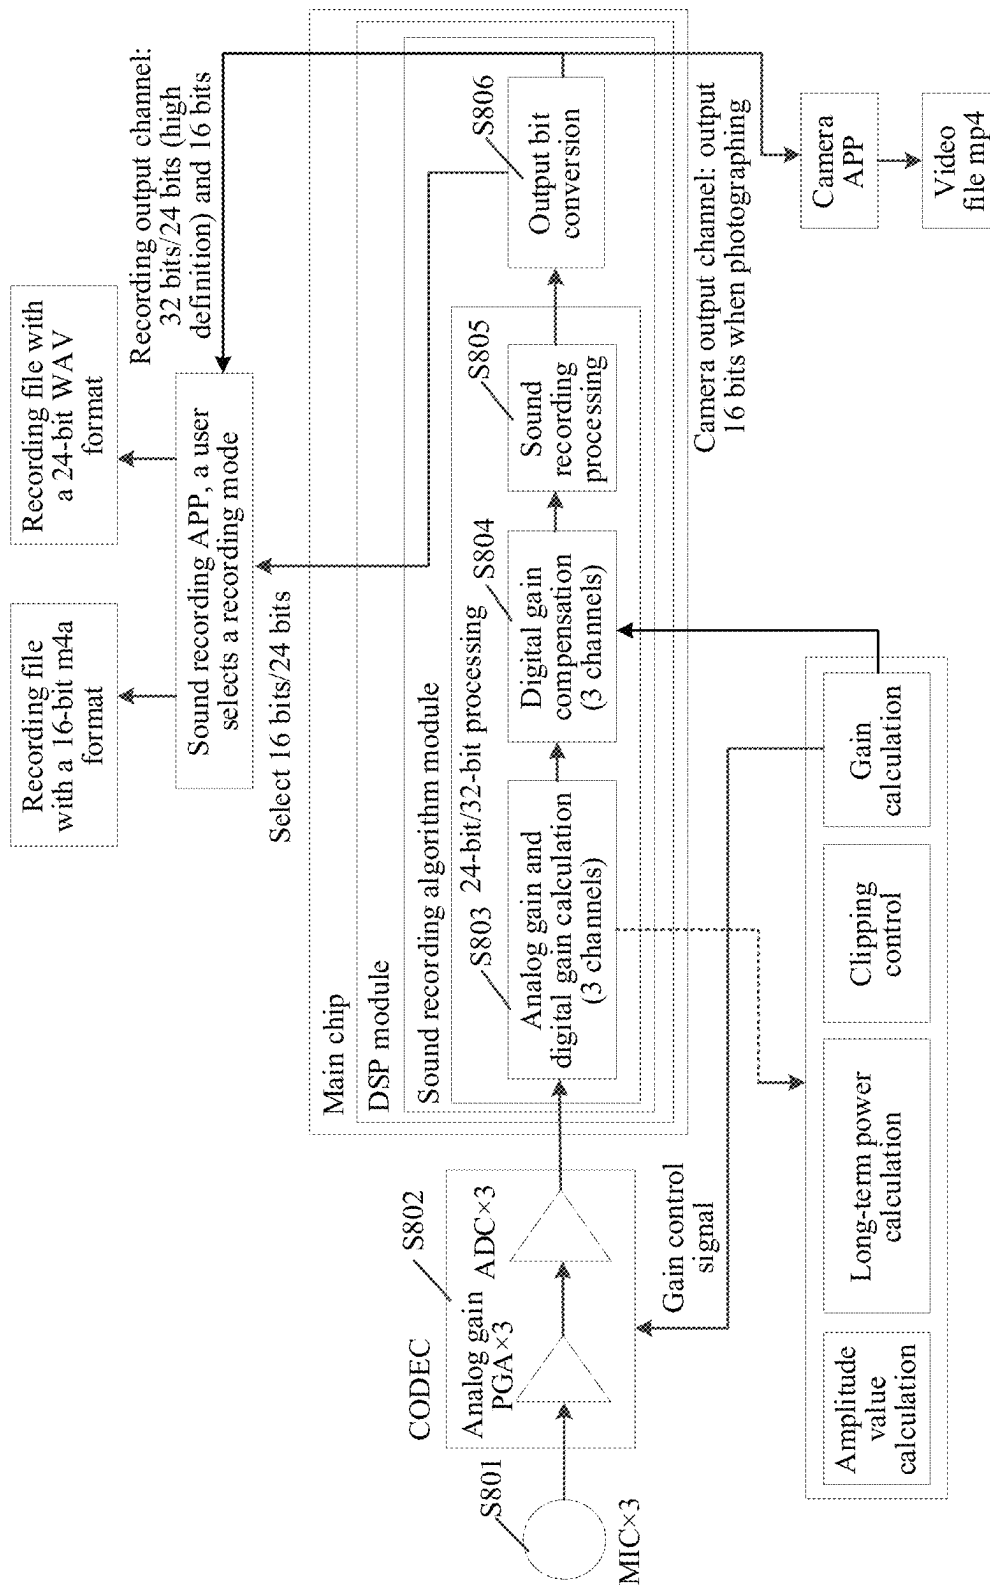 Recording file
with a 16-bit m4a
format
Recording file with
a 24-bit WAV
format
Sound recording APP, a user
selects a recording mode
Recording output channel:
32 bits/24 bits (high
definition) and 16 bits
Select 16 bits/24 bits
Main chip
DSP module
Sound recording algorithm module
24-bit/32-bit processing
S801
MIC×3
CODEC
S802
Analog gain
PGA×3
ADC×3
S803
Analog gain and
digital gain calculation
(3 channels)
S804
Digital gain
compensation
(3 channels)
S805
Sound
recording
processing
S806
Output bit
conversion
Gain control
signal
Camera output channel: output
16 bits when photographing
Camera
APP
Video
file mp4
Amplitude
value
calculation
Long-term power
calculation
Clipping
control
Gain
calculation